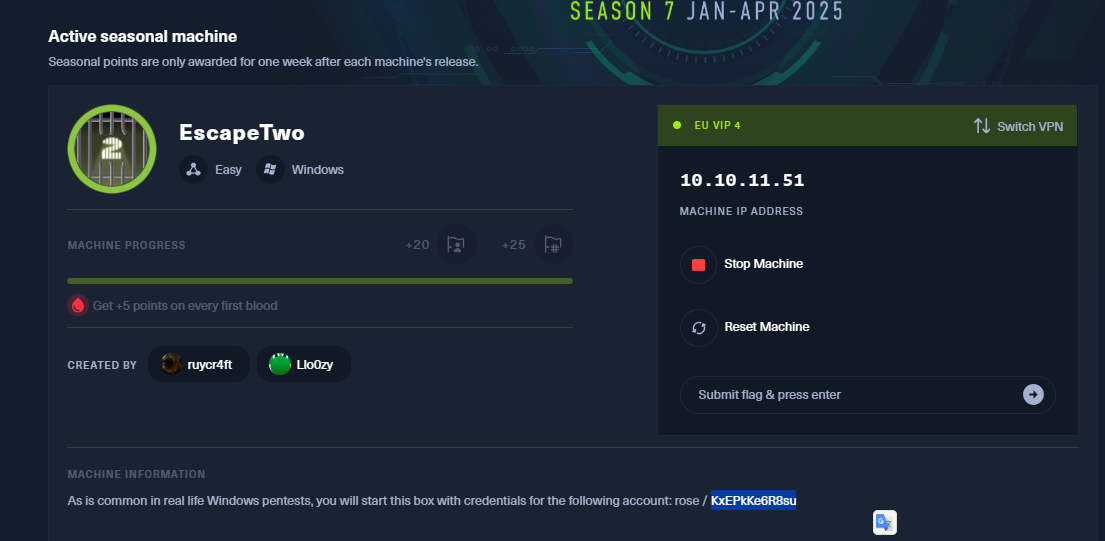 SEASON 7 JAN-APR 2025
Active seasonal machine
Seasonal points are only awarded for one week after each machine's release.
2
EscapeTwo
Easy
Windows
MACHINE PROGRESS
+20
+25
Get +5 points on every first blood
CREATED BY
ruycr4ft
Llo0zy
EU VIP 4
Switch VPN
10.10.11.51
MACHINE IP ADDRESS
Stop Machine
Reset Machine
Submit flag & press enter
MACHINE INFORMATION
As is common in real life Windows pentests, you will start this box with credentials for the following account: rose / KxEPkKe6R8su